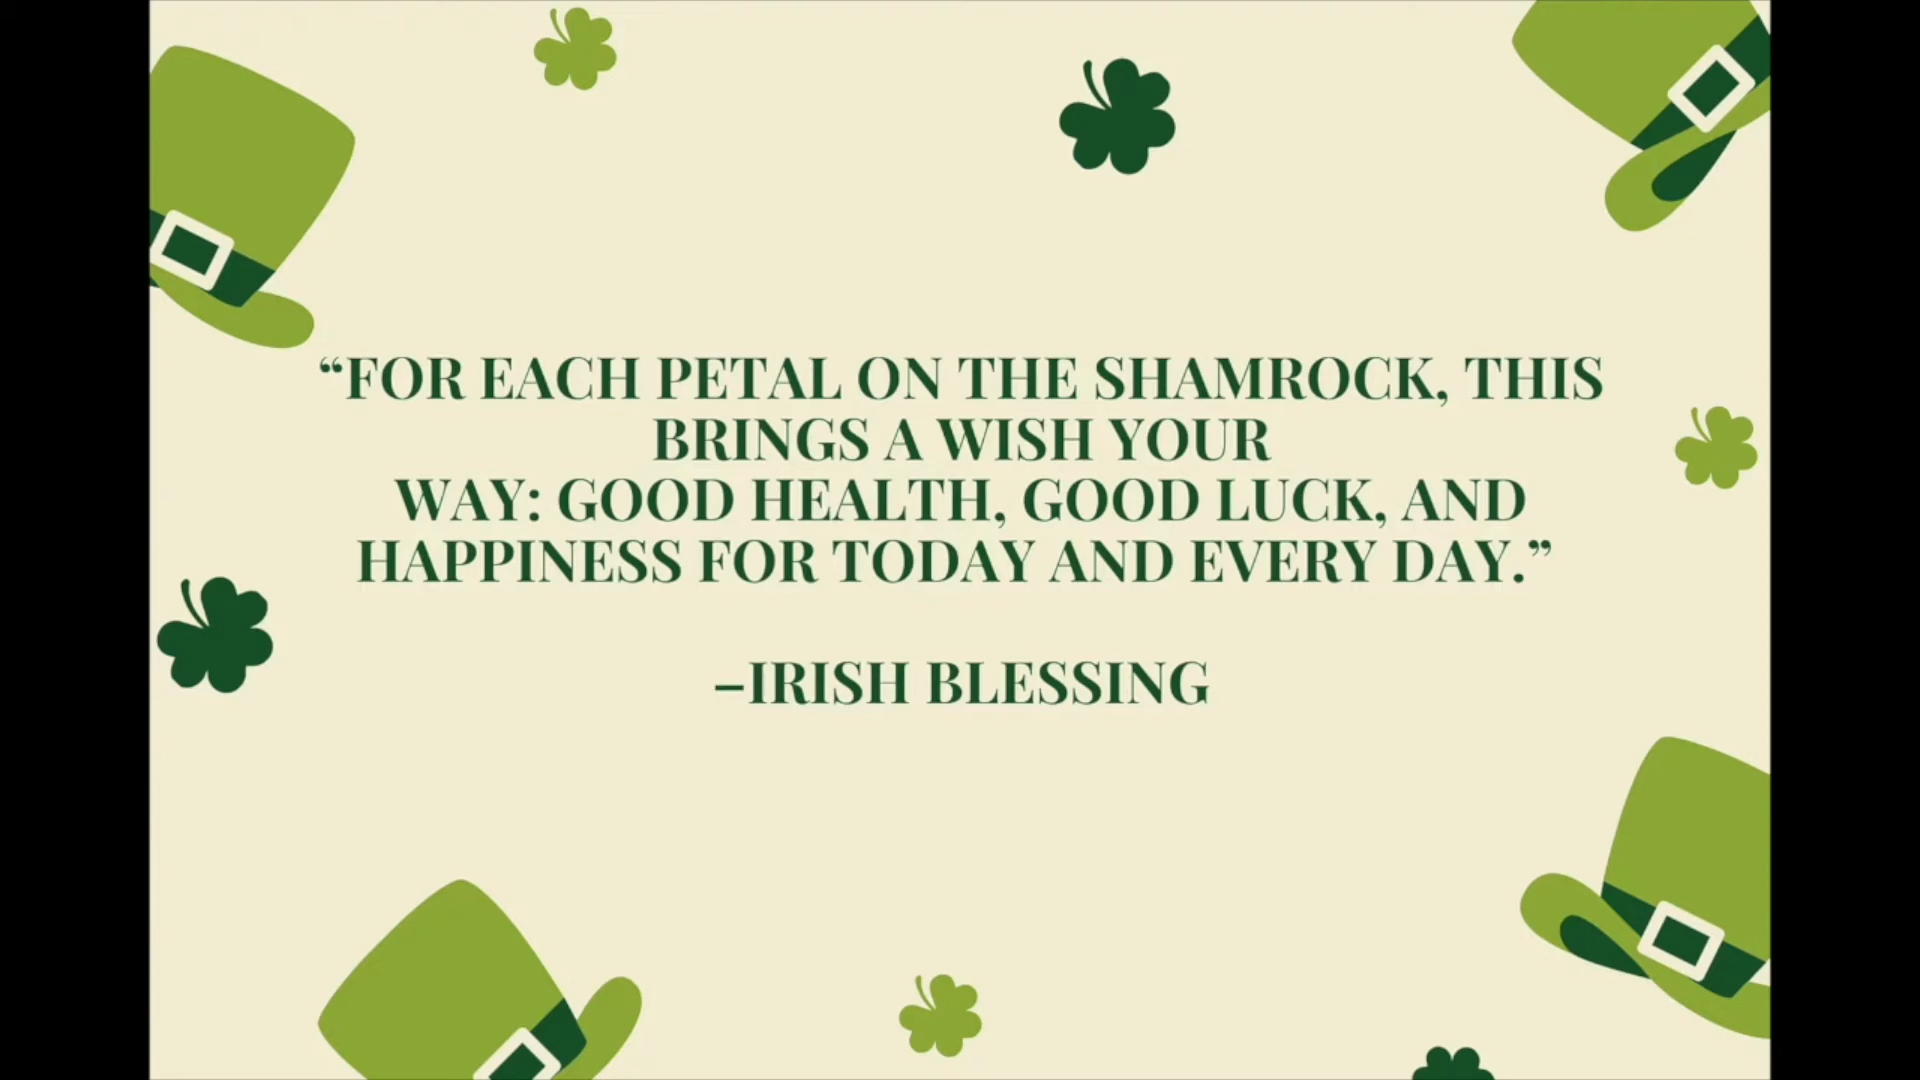 “FOR EACH PETAL ON THE SHAMROCK, THIS
BRINGS A WISH YOUR
WAY: GOOD HEALTH, GOOD LUCK, AND
HAPPINESS FOR TODAY AND EVERY DAY.”
–IRISH BLESSING